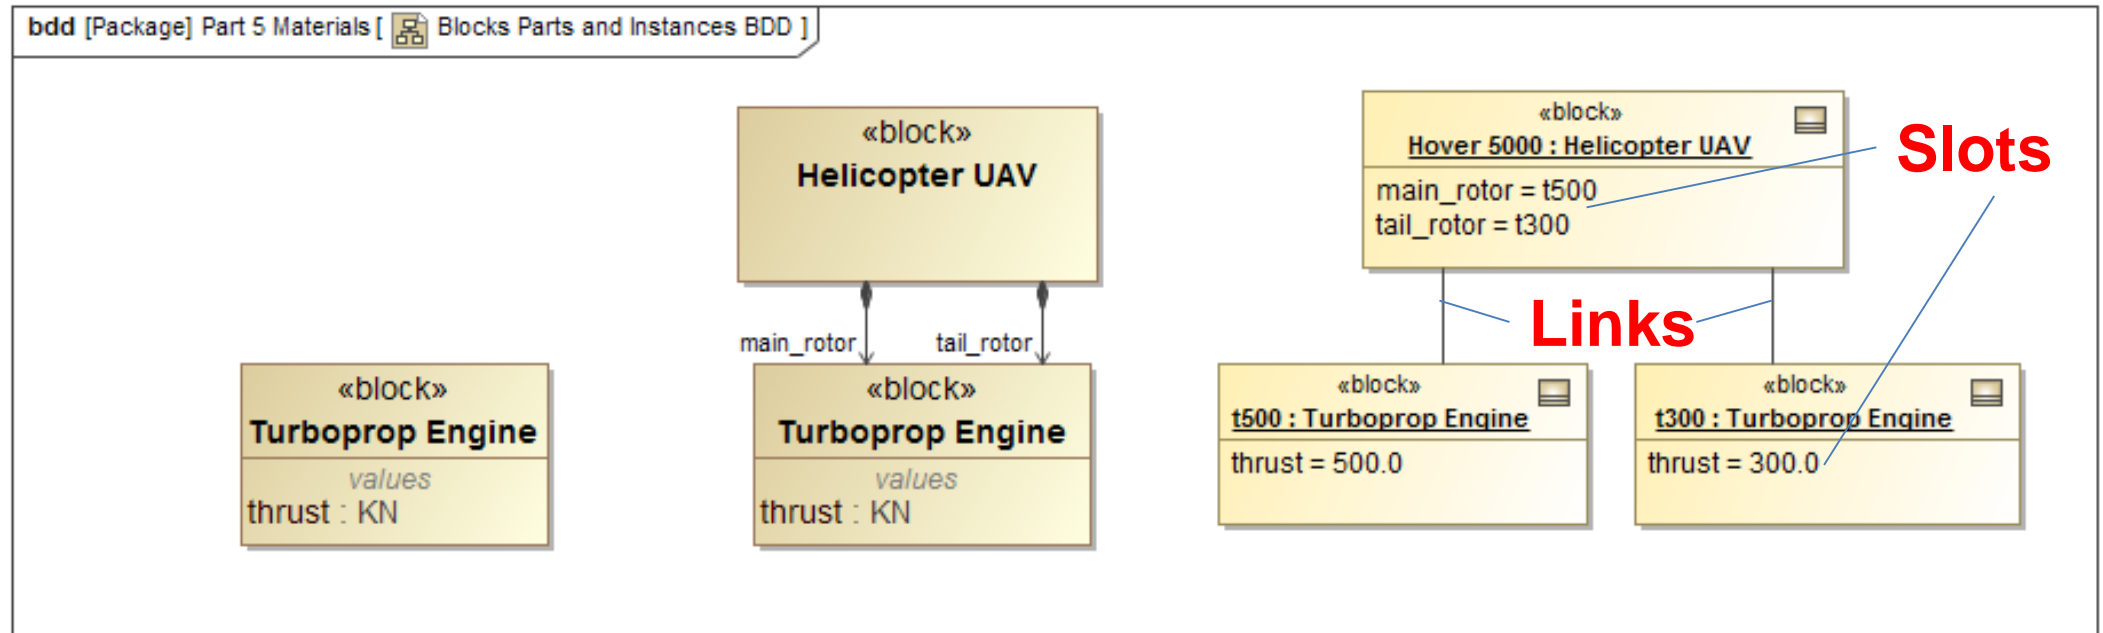 bdd [Package] Part 5 Materials [ Blocks Parts and Instances BDD ]
«block»
Turboprop Engine
values
thrust : KN
«block»
Helicopter UAV
main_rotor
tail_rotor
«block»
Turboprop Engine
values
thrust : KN
«block»
Hover 5000 : Helicopter UAV
main_rotor = t500
tail_rotor = t300
Slots
Links
«block»
t500 : Turboprop Engine
thrust = 500.0
«block»
t300 : Turboprop Engine
thrust = 300.0